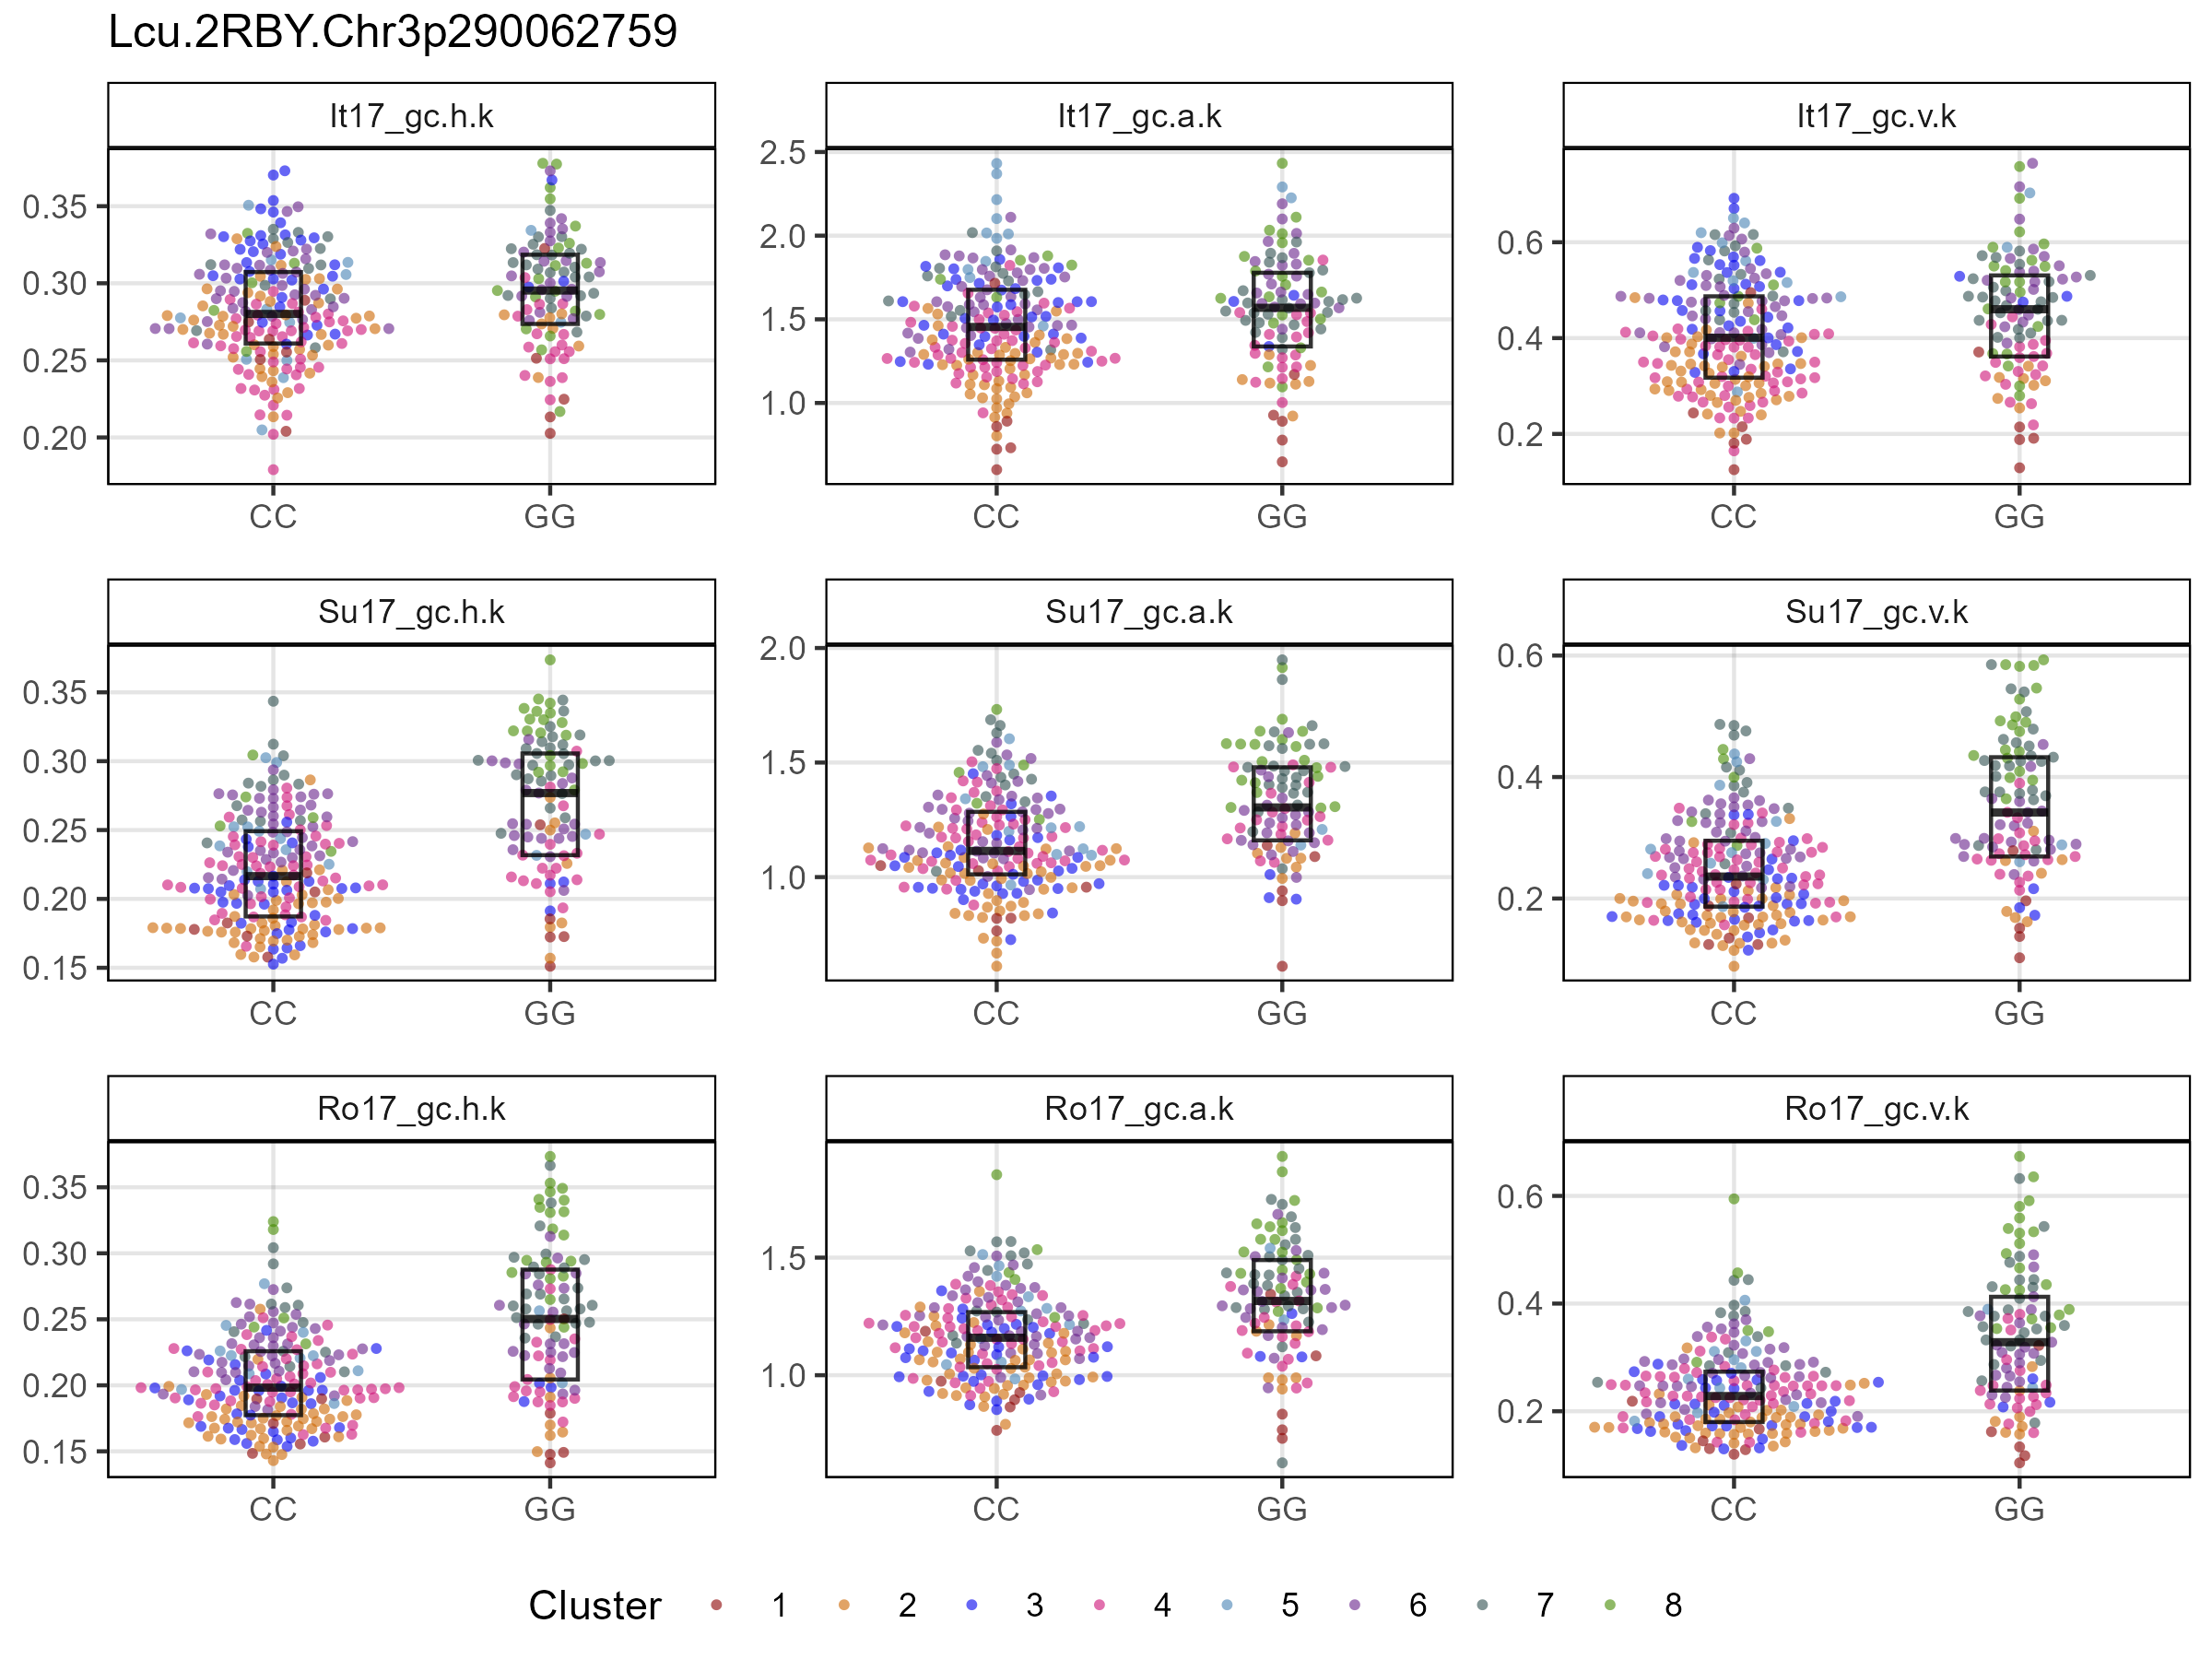 Lcu.2RBY.Chr3p290062759
It17_gc.h.k
It17_gc.a.k
It17_gc.v.k
0.35
0.30
0.25
0.20
2.5
2.0
1.5
1.0
0.6
0.4
0.2
CC GG
CC GG
CC GG
Su17_gc.h.k
Su17_gc.a.k
Su17_gc.v.k
0.35
0.30
0.25
0.20
0.15
2.0
1.5
1.0
0.6
0.4
0.2
CC GG
CC GG
CC GG
Ro17_gc.h.k
Ro17_gc.a.k
Ro17_gc.v.k
0.35
0.30
0.25
0.20
0.15
1.5
1.0
0.6
0.4
0.2
CC GG
CC GG
CC GG
Cluster 1 2 3 4 5 6 7 8